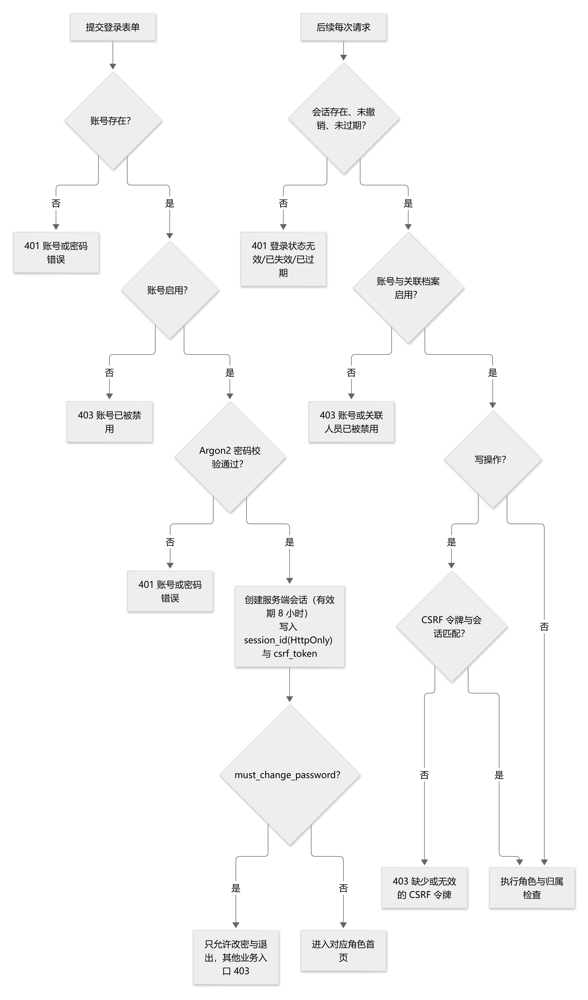 提交登录表单
账号存在?
否
是
401 账号或密码
错误
账号启用?
否
是
403 账号已被禁
用
Argon2 密码校
验通过?
否
是
401 账号或密码
错误
创建服务端会话（有效
期 8 小时）
写入
session_id(HttpOnly)
与 csrf_token
must_change_password?
是
否
只允许改密与退
出，其他业务入
口 403
进入对应角色首
页
后续每次请求
会话存在、未撤
销、未过期?
否
是
401 登录状态无
效/已失效/已过
期
账号与关联档案
启用?
否
是
403 账号或关联
人员已被禁用
写操作?
是
否
CSRF 令牌与会
话匹配?
否
是
403 缺少或无效
的 CSRF 令牌
执行角色与归属
检查